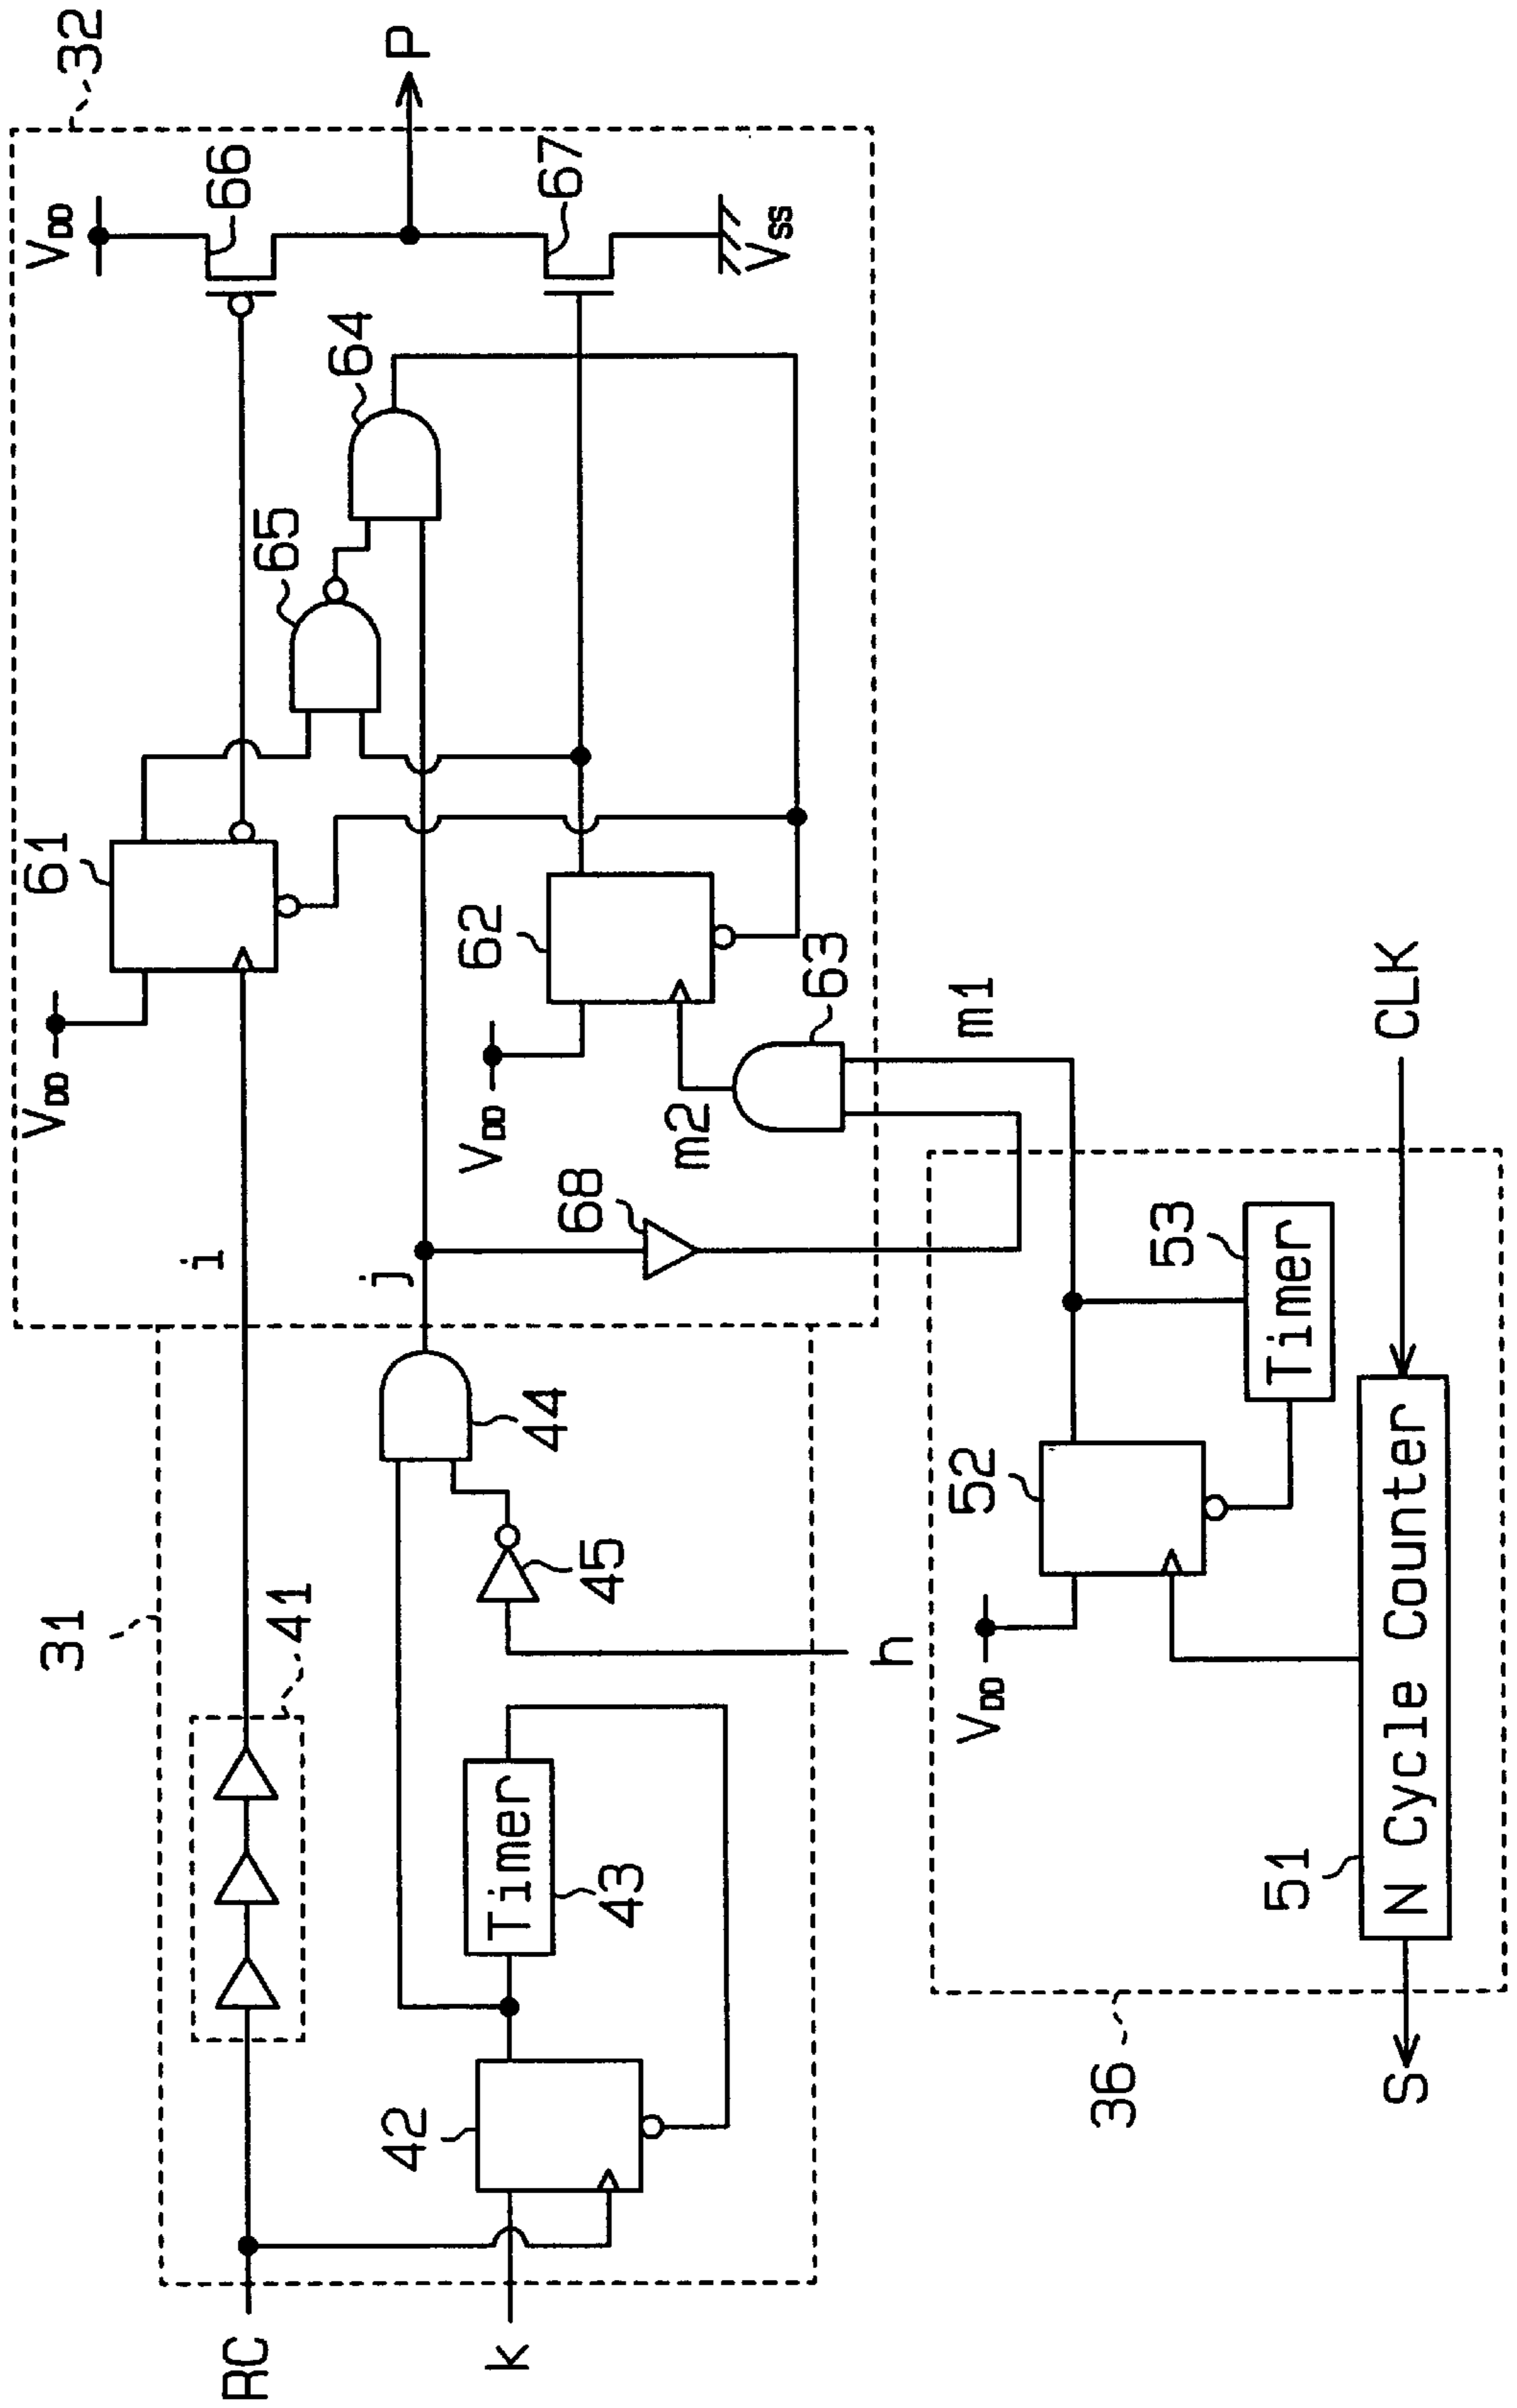 RC
k
31
41
42
Timer
43
44
45
h
i
j
32
VDD
61
VDD
62
63
m2
m1
68
65
64
VDD
66
67
P
VSS
36
S
51
N Cycle Counter
VDD
52
Timer
53
CLK